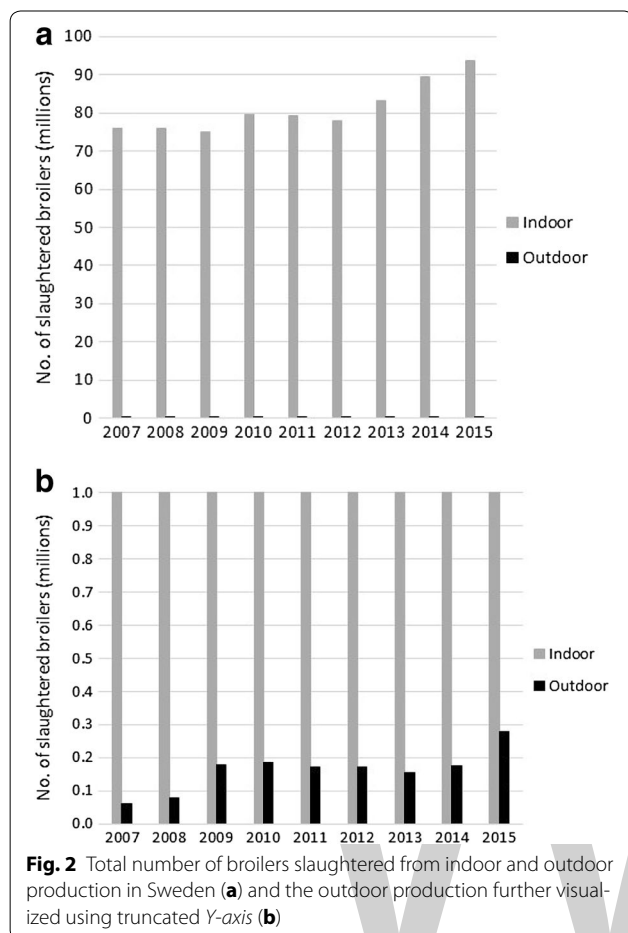 a
100
90
80
70
60
50
40
30
20
10
0
No. of slaughtered broilers (millions)
2007 2008 2009 2010 2011 2012 2013 2014 2015
Indoor
Outdoor
b
1.0
0.9
0.8
0.7
0.6
0.5
0.4
0.3
0.2
0.1
0.0
No. of slaughtered broilers (millions)
2007 2008 2009 2010 2011 2012 2013 2014 2015
Indoor
Outdoor
Fig. 2 Total number of broilers slaughtered from indoor and outdoor
production in Sweden (a) and the outdoor production further visual-
ized using truncated Y-axis (b)